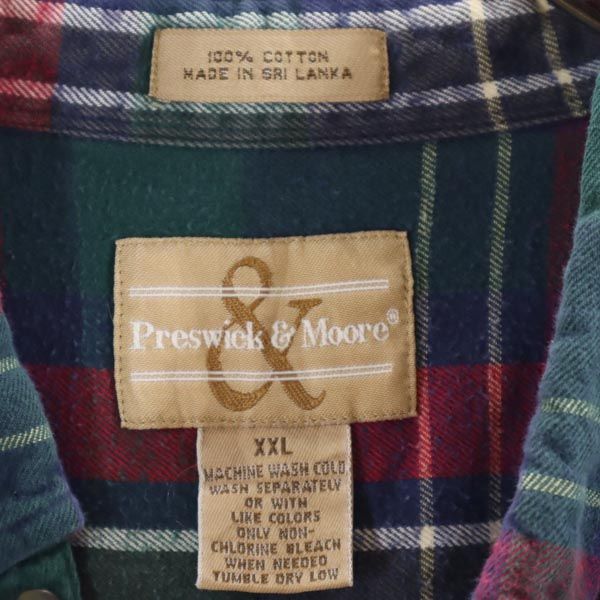 100% COTTON
MADE IN SRI LANKA
&
Preswick & Moore®
XXL
MACHINE WASH COLD
WASH SEPARATELY
OR WITH
LIKE COLORS
ONLY NON-
CHLORINE BLEACH
WHEN NEEDED
TUMBLE DRY LOW